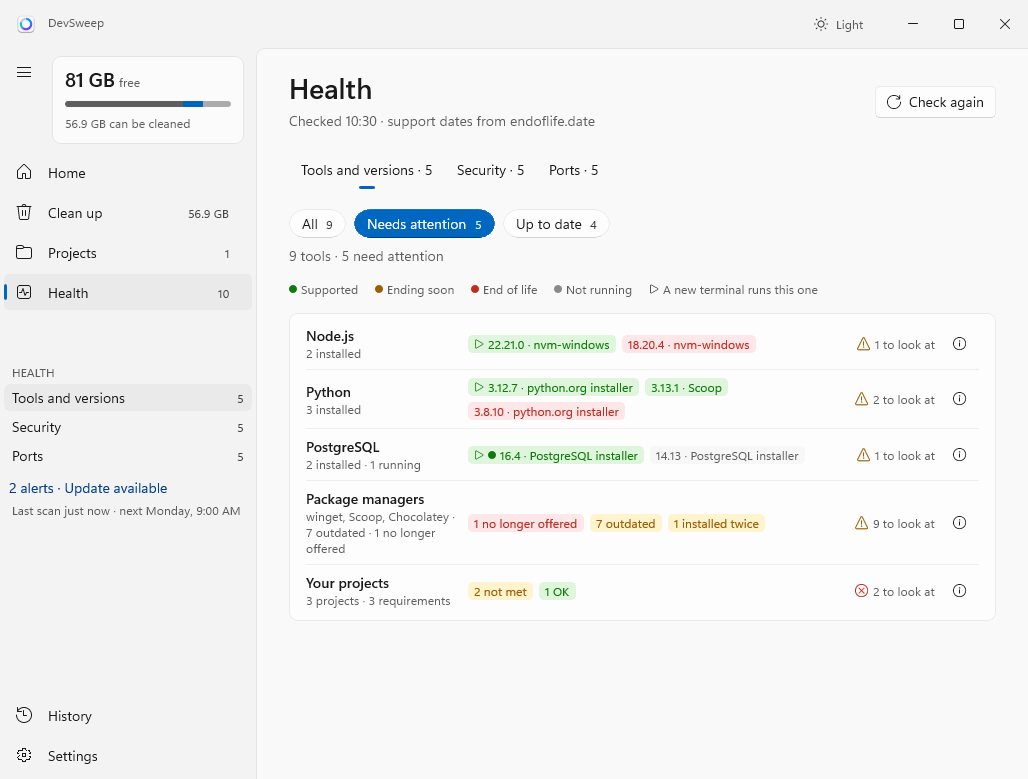 DevSweep
Light
81 GB free
56.9 GB can be cleaned
Home
Clean up 56.9 GB
Projects 1
Health 10
HEALTH
Tools and versions 5
Security 5
Ports 5
2 alerts · Update available
Last scan just now · next Monday, 9:00 AM
History
Settings
Health
Checked 10:30 · support dates from endoflife.date
Check again
Tools and versions · 5 Security · 5 Ports · 5
All 9 Needs attention 5 Up to date 4
9 tools · 5 need attention
Supported Ending soon End of life Not running A new terminal runs this one
Node.js
2 installed
22.21.0 · nvm-windows 18.20.4 · nvm-windows
1 to look at
Python
3 installed
3.12.7 · python.org installer 3.13.1 · Scoop
3.8.10 · python.org installer
2 to look at
PostgreSQL
2 installed · 1 running
16.4 · PostgreSQL installer 14.13 · PostgreSQL installer
1 to look at
Package managers
winget, Scoop, Chocolatey ·
7 outdated · 1 no longer
offered
1 no longer offered 7 outdated 1 installed twice
9 to look at
Your projects
3 projects · 3 requirements
2 not met 1 OK
2 to look at